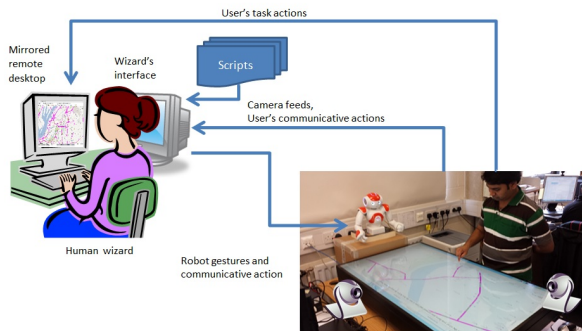 User's task actions
Mirrored
remote
desktop
Wizard's
interface
Scripts
Camera feeds,
User's communicative actions
Human wizard
Robot gestures and
communicative action